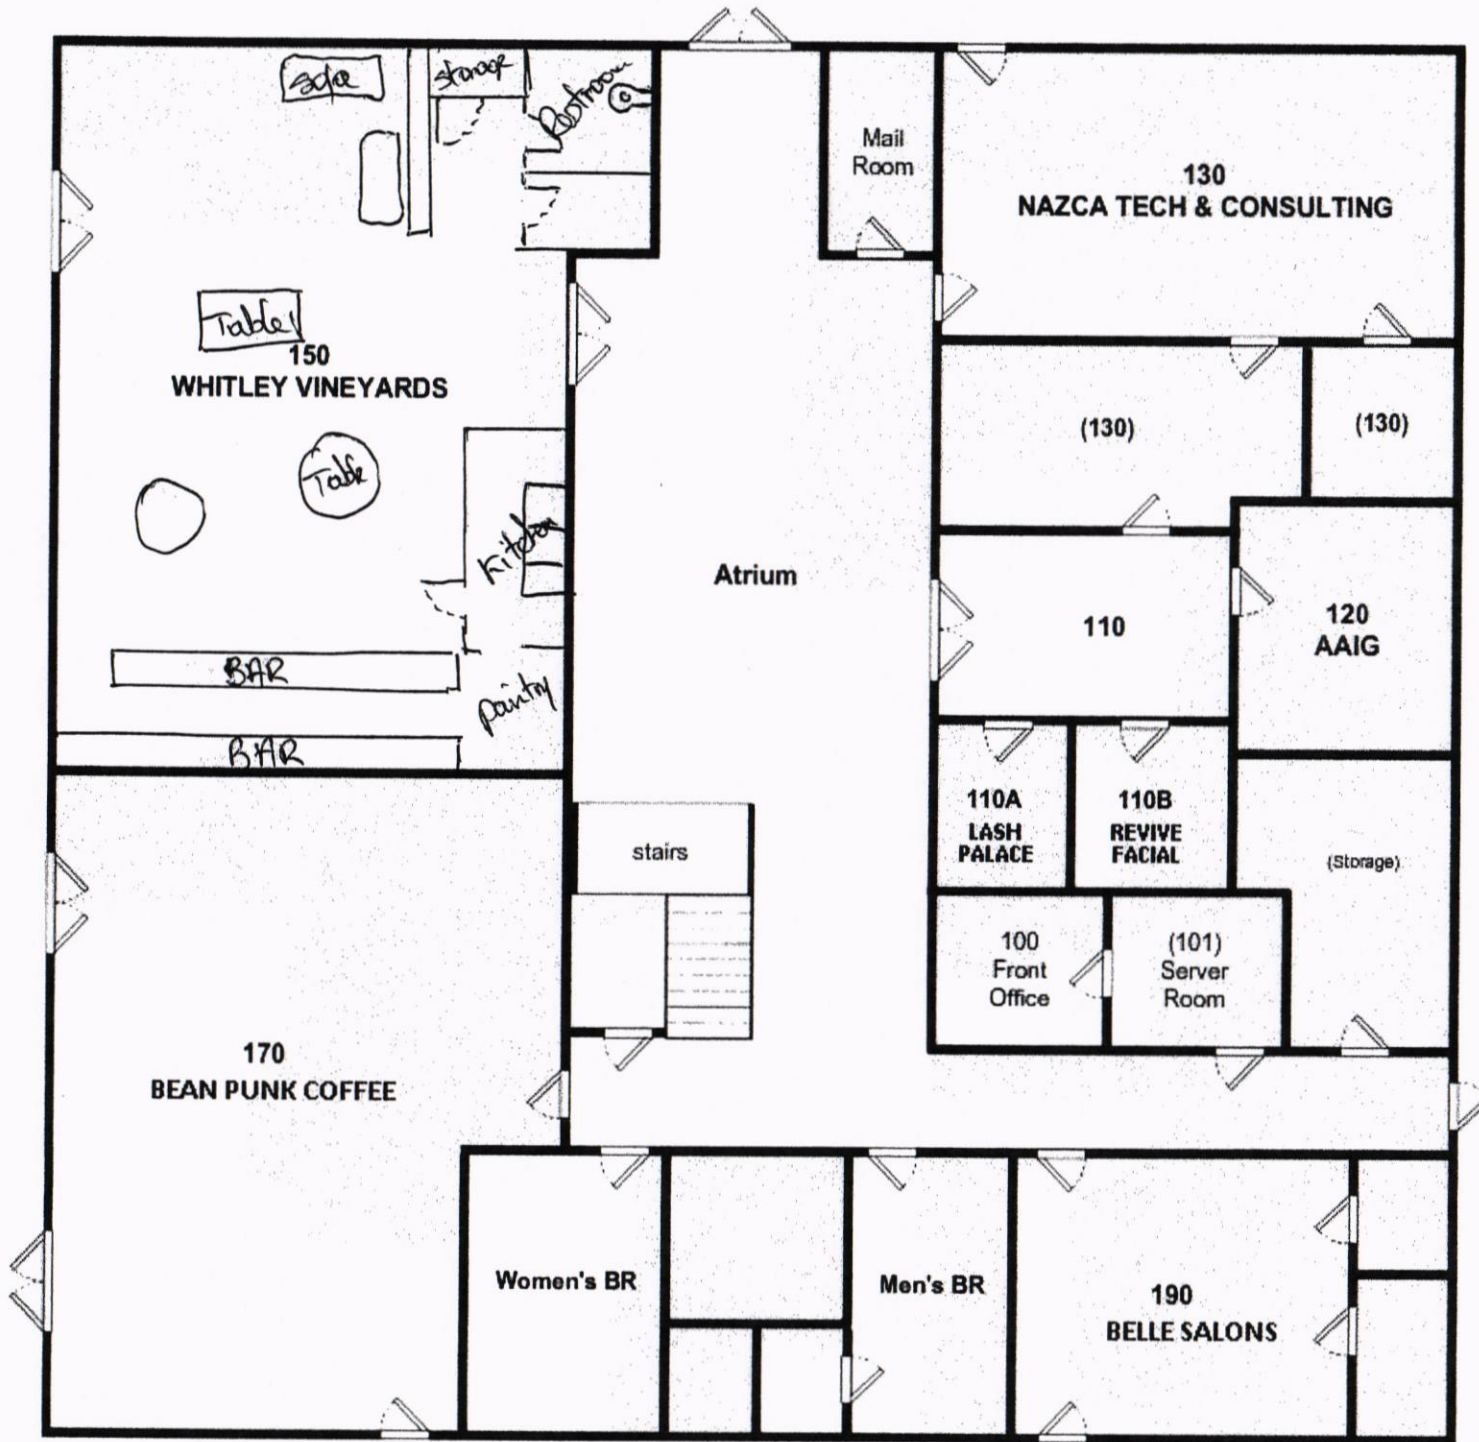 Sofa
Storage
Restroom
Mail
Room
130
NAZCA TECH & CONSULTING
Table
150
WHITLEY VINEYARDS
(130)
(130)
Table
Kitchen
Atrium
110
120
AAIG
BAR
Pantry
BAR
110A
LASH
PALACE
110B
REVIVE
FACIAL
stairs
(Storage)
100
Front
Office
(101)
Server
Room
170
BEAN PUNK COFFEE
Women's BR
Men's BR
190
BELLE SALONS